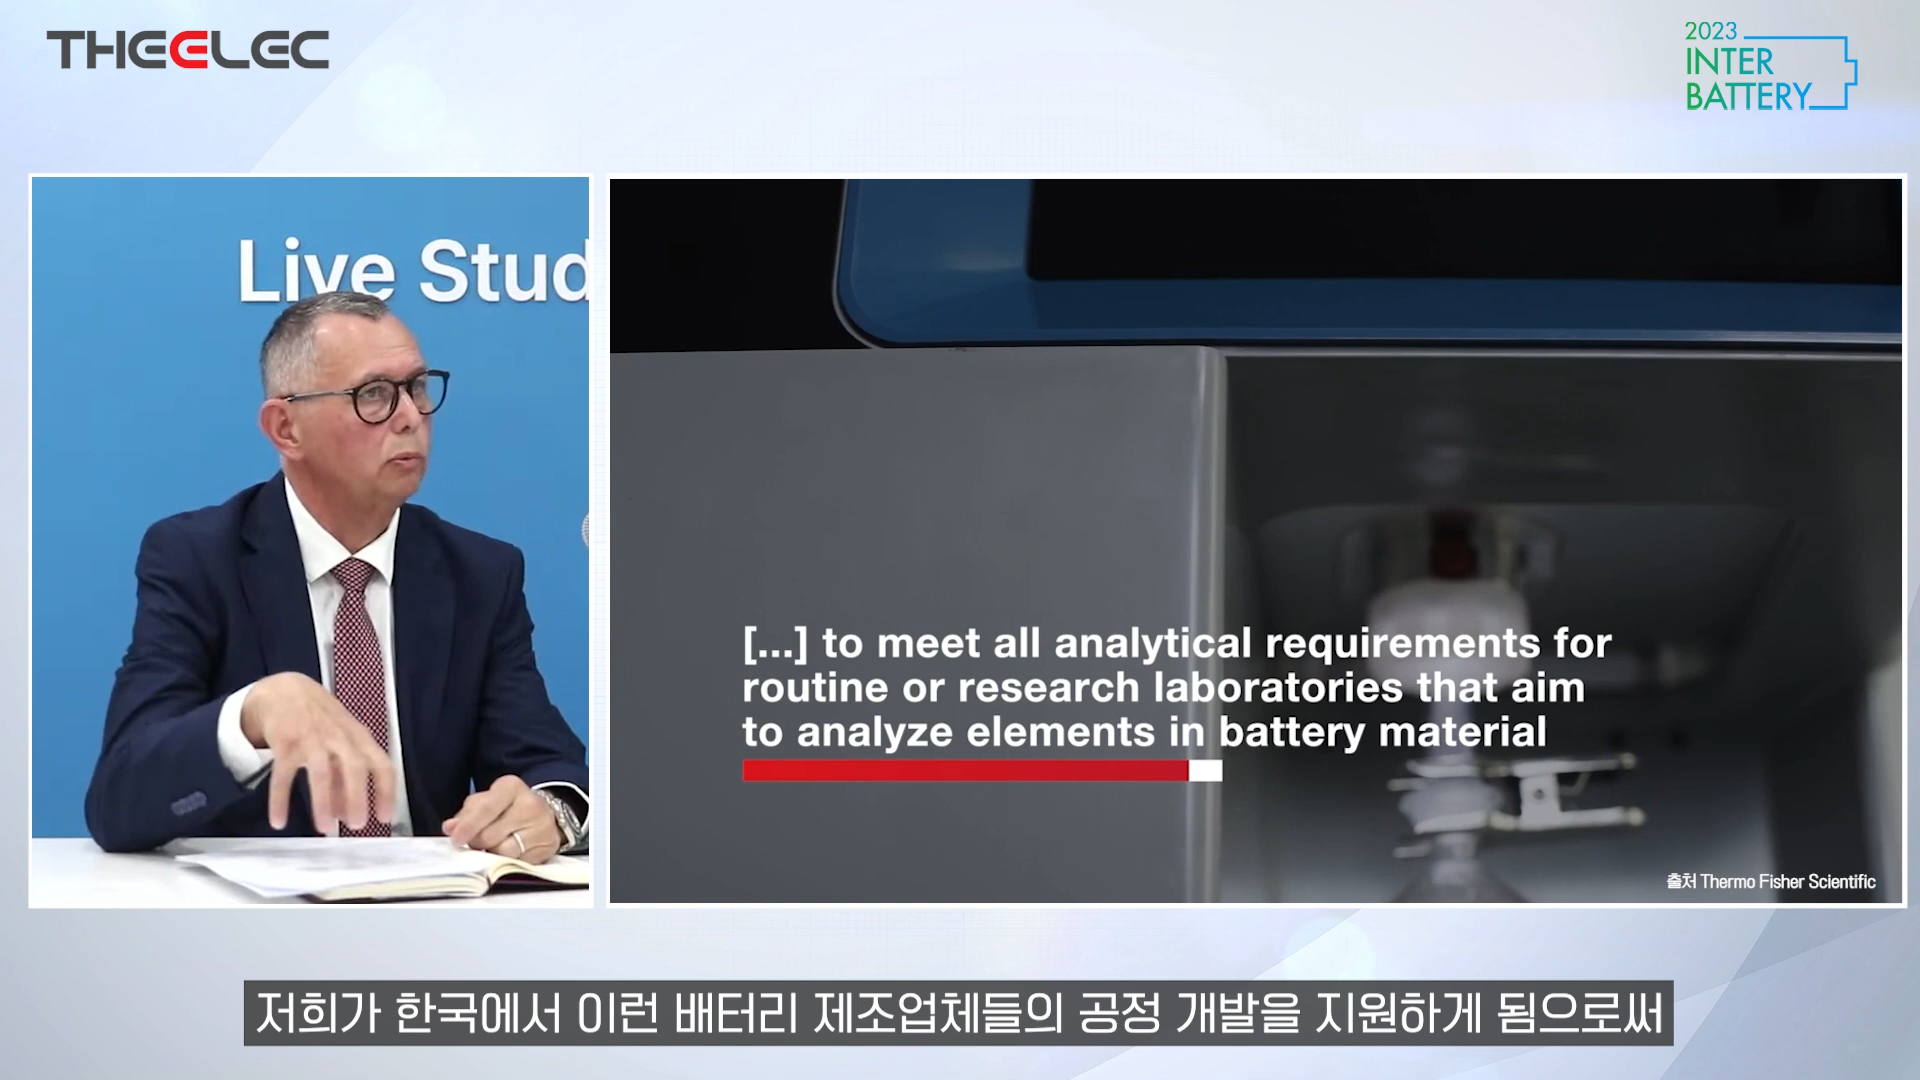 THEELEC
2023
INTER
BATTERY
Live Stud
[...] to meet all analytical requirements for
routine or research laboratories that aim
to analyze elements in battery material
출처 Thermo Fisher Scientific
저희가 한국에서 이런 배터리 제조업체들의 공정 개발을 지원하게 됨으로써